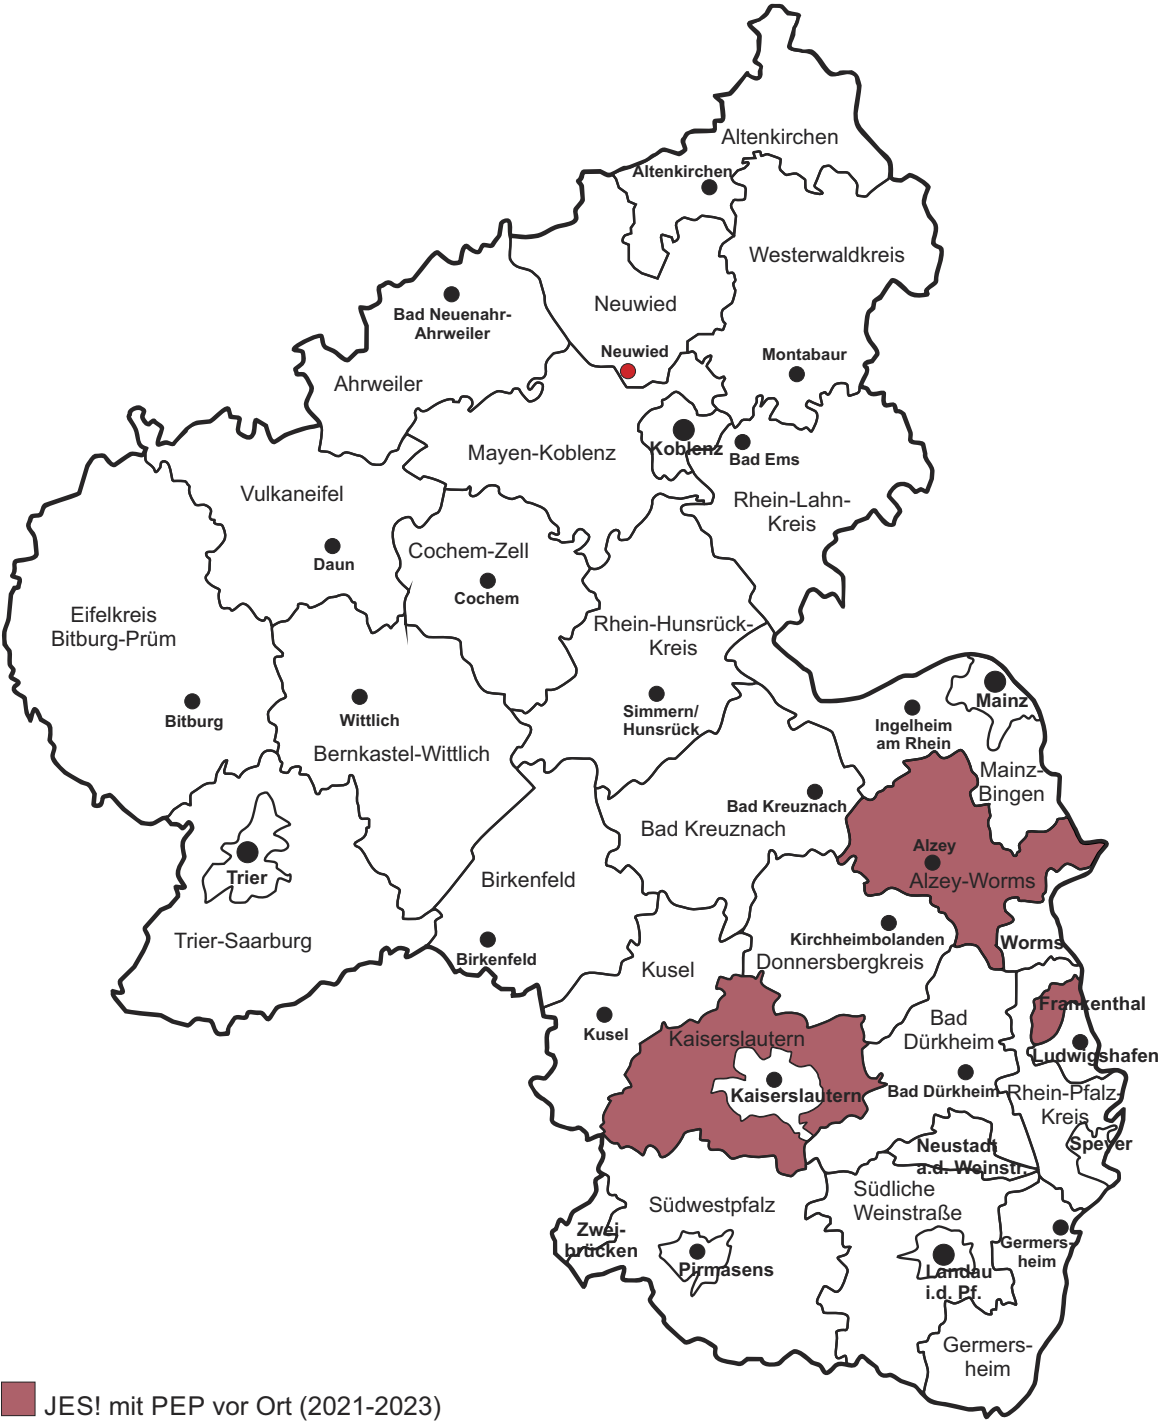 Altenkirchen
Altenkirchen
Westerwaldkreis
Neuwied
Bad Neuenahr-
Ahrweiler
Neuwied
Montabaur
Ahrweiler
Mayen-Koblenz
Koblenz
Bad Ems
Vulkaneifel
Rhein-Lahn-
Kreis
Cochem-Zell
Daun
Cochem
Eifelkreis
Bitburg-Prüm
Rhein-Hunsrück-
Kreis
Bitburg
Wittlich
Simmern/
Hunsrück
Mainz
Ingelheim
am Rhein
Bernkastel-Wittlich
Mainz-
Bingen
Bad Kreuznach
Bad Kreuznach
Alzey
Alzey-Worms
Trier
Birkenfeld
Trier-Saarburg
Birkenfeld
Kirchheimbolanden
Donnersbergkreis
Worms
Kusel
Kusel
Frankenthal
Bad
Dürkheim
Kaiserslautern
Ludwigshafen
Kaiserslautern
Bad Dürkheim
Rhein-Pfalz-
Kreis
Neustadt
a.d. Weinstr.
Speyer
Südwestpfalz
Südliche
Weinstraße
Zwei-
brücken
Pirmasens
Germers-
heim
Landau
i.d. Pf.
Germers-
heim
JES! mit PEP vor Ort (2021-2023)